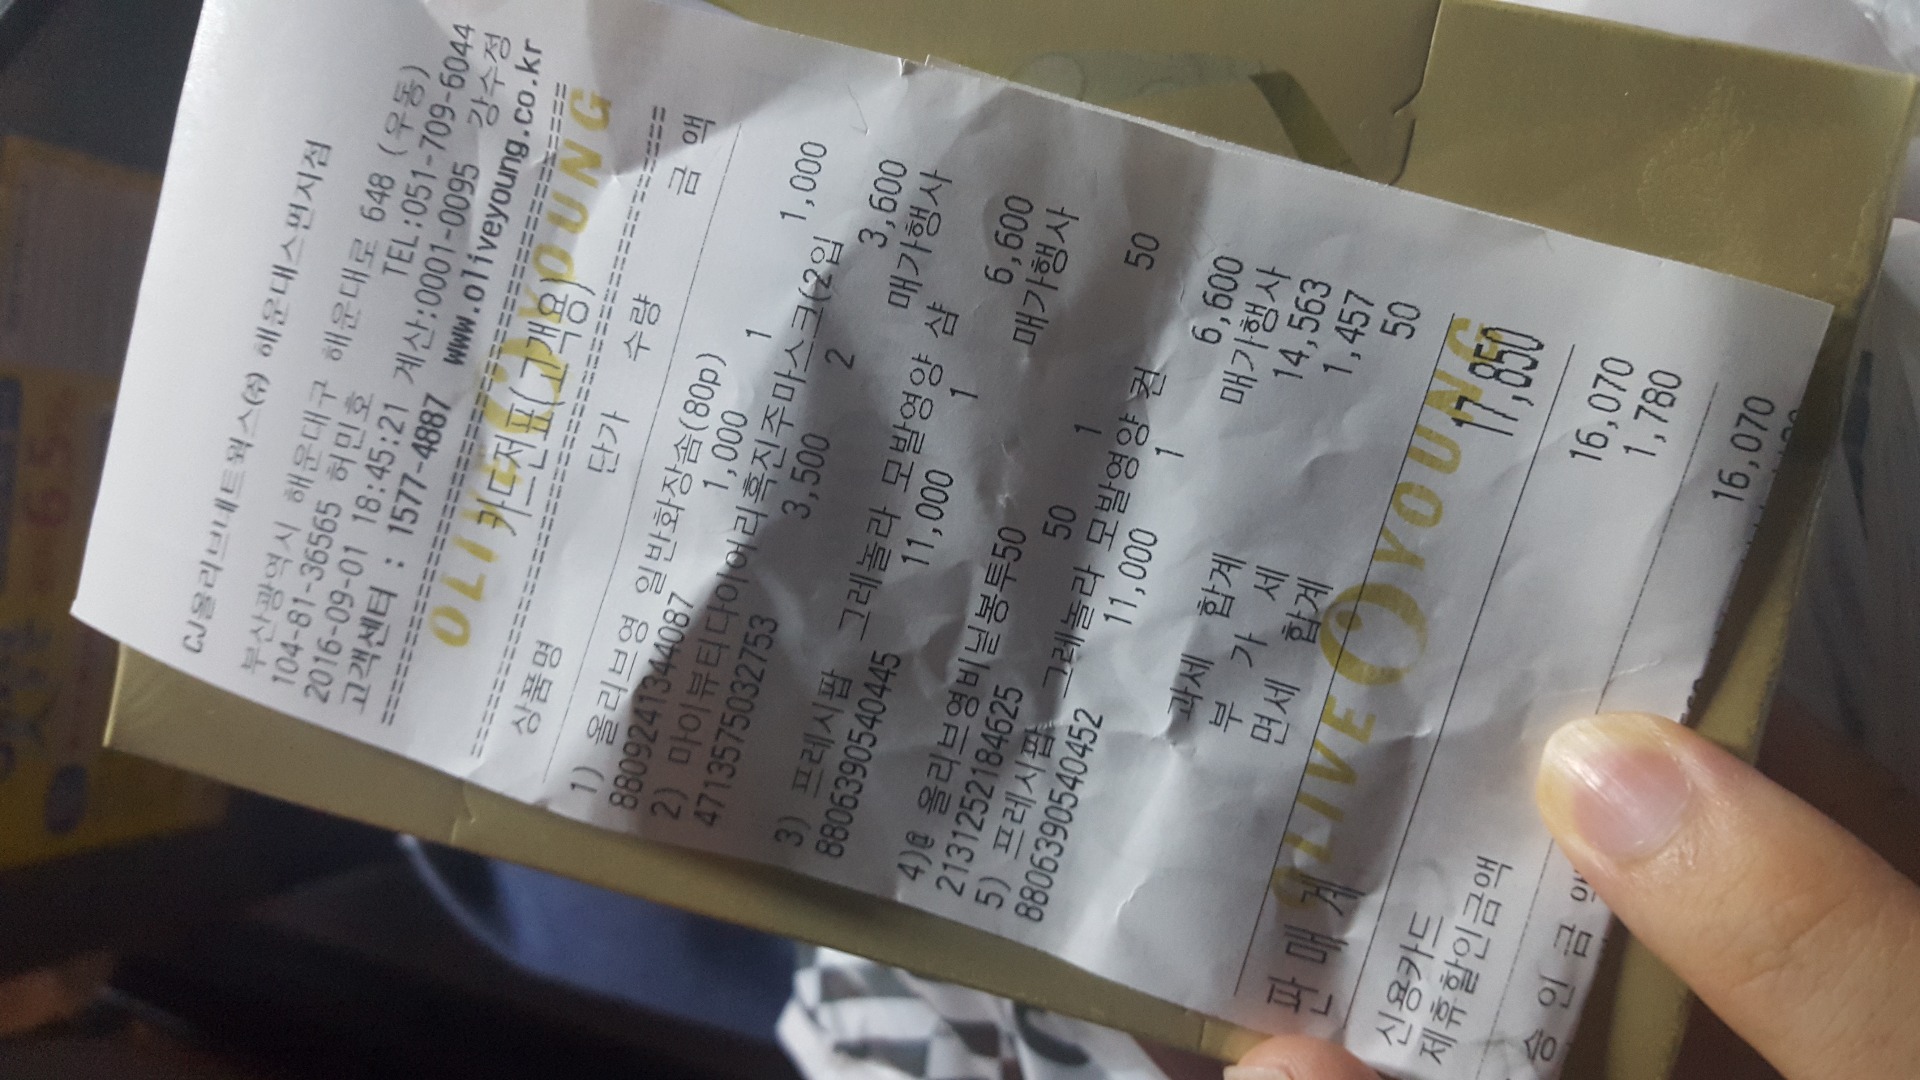 CJ올리브네트웍스(주) 해운대스펀지점
부산광역시 해운대구 해운대로 648 (우동)
104-81-36565 허민호 TEL:051-709-6044
2016-09-01 18:45:21 계산:0001-0095 강수정
고객센터 : 1577-4887 www.oliveyoung.co.kr
OLIVE YOUNG
카드전표(고객용)
상품명 단가 수량 금액
1) 올리브영 일반화장솜(80p)
8809241344087 1,000 1 1,000
2) 마이뷰티다이어리흑진주마스크(2입
4713575032753 3,500 2 3,600
매가행사
3) 프레시팝 그레놀라 모발영양 샴
8806390540445 11,000 1 6,600
매가행사
4)@ 올리브영비닐봉투50
2131252184625 50 1 50
5) 프레시팝 그레놀라 모발영양 컨
8806390540452 11,000 1 6,600
매가행사
과세 합계 14,563
부 가 세 1,457
면세 합계 50
OLIVE YOUNG
판 매 계 17,850
신용카드 16,070
제휴할인금액 1,780
승 인 금 액 16,070